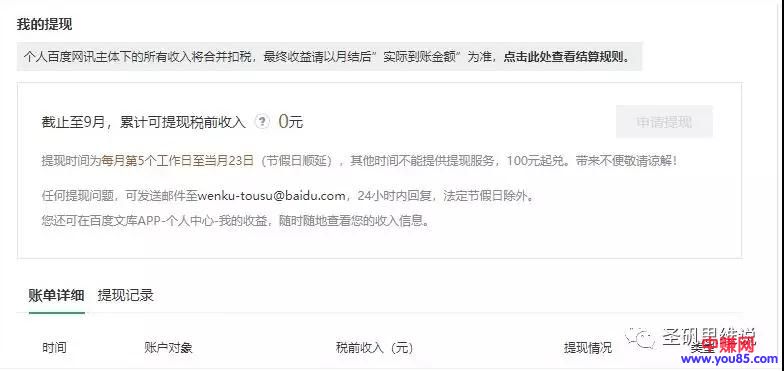 我的提现
个人百度网讯主体下的所有收入将合并扣税，最终收益请以月结后”实际到账金额”为准，点击此处查看结算规则。
截止至9月，累计可提现税前收入 ? 0元
申请提现
提现时间为每月第5个工作日至当月23日（节假日顺延），其他时间不能提供提现服务，100元起兑。带来不便敬请谅解！
任何提现问题，可发送邮件至wenku-tousu@baidu.com，24小时内回复，法定节假日除外。
您还可在百度文库APP-个人中心-我的收益，随时随地查看您的收入信息。
账单详细 提现记录
时间 账户对象 税前收入（元） 提现情况 类型
圣矾思维说
中赚网
www.you85.com